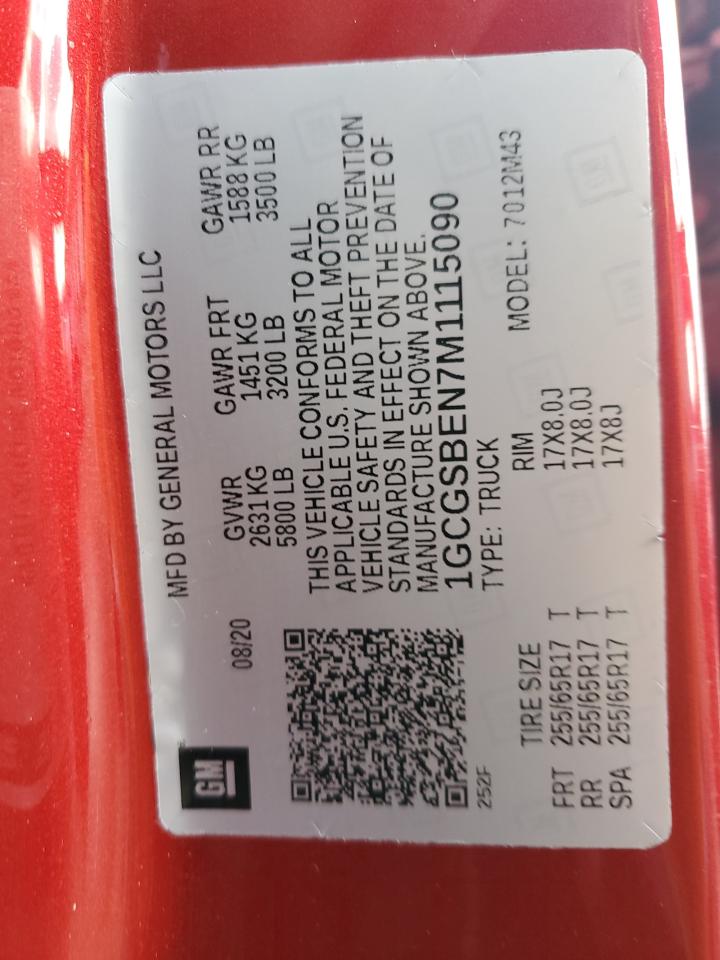 GM
08/20
MFD BY GENERAL MOTORS LLC
GVWR GAWR FRT GAWR RR
2631 KG 1451 KG 1588 KG
5800 LB 3200 LB 3500 LB
THIS VEHICLE CONFORMS TO ALL
APPLICABLE U.S. FEDERAL MOTOR
VEHICLE SAFETY AND THEFT PREVENTION
STANDARDS IN EFFECT ON THE DATE OF
MANUFACTURE SHOWN ABOVE.
1GCGSBEN7M1115090
252F
TYPE: TRUCK MODEL: 7012M43
TIRE SIZE RIM
FRT 255/65R17 T 17X8.0J
RR 255/65R17 T 17X8.0J
SPA 255/65R17 T 17X8J